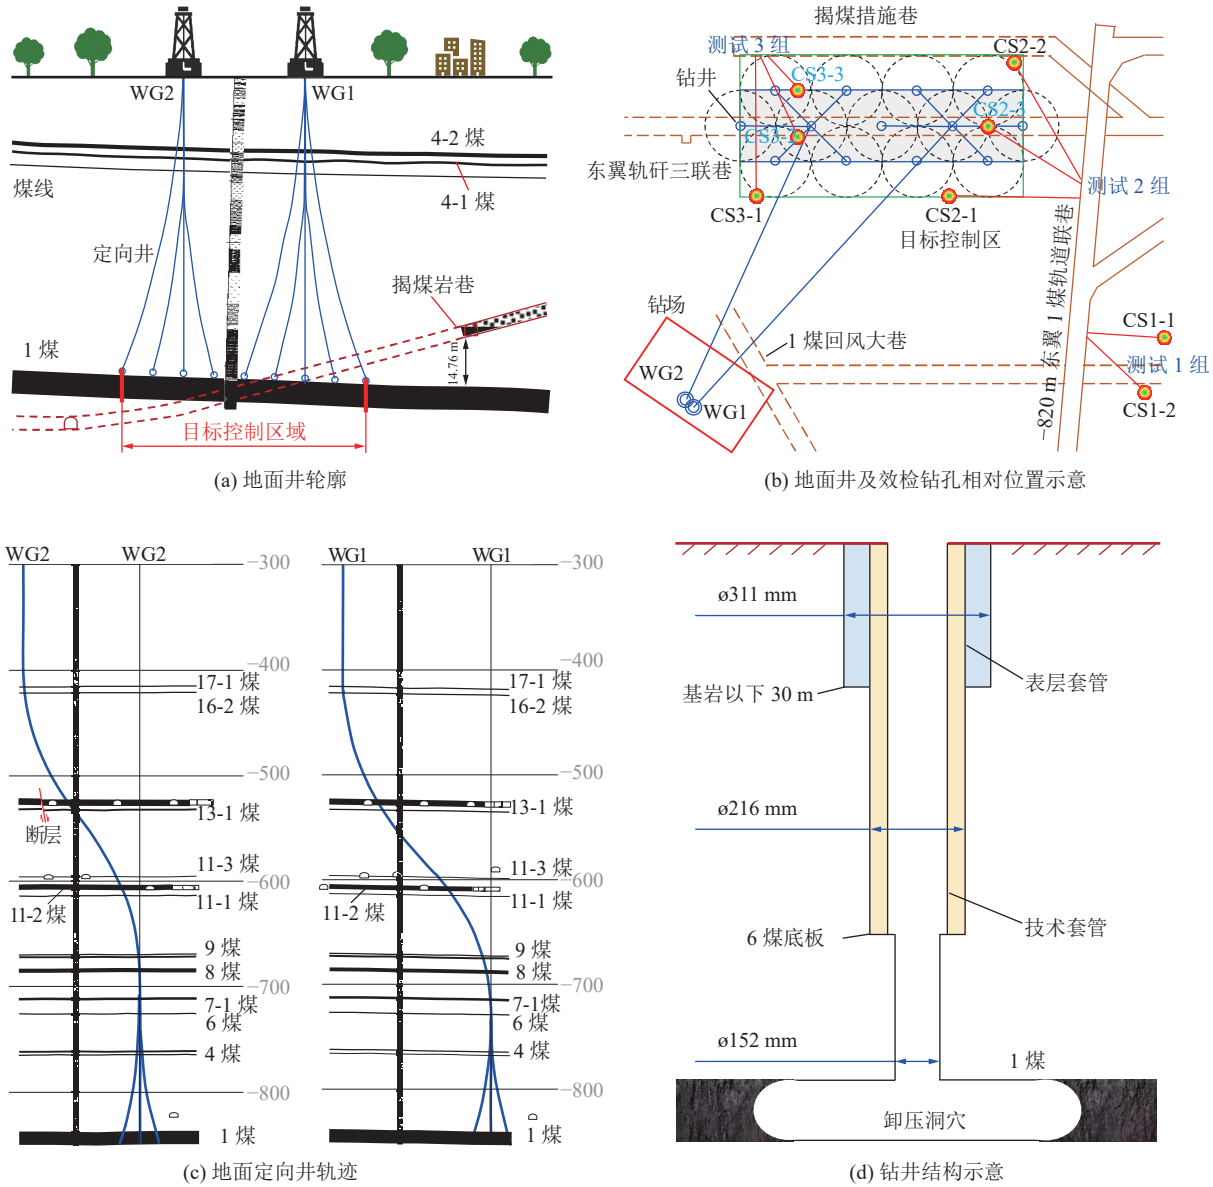 WG2
WG1
4-2 煤
煤线
4-1 煤
定向井
揭煤岩巷
1 煤
14.76 m
目标控制区域
(a) 地面井轮廓
揭煤措施巷
测试 3 组
CS2-2
钻井
CS3-3
CS2-3
CS3-2
东翼轨矸三联巷
测试 2 组
CS3-1
CS2-1
目标控制区
−820 m 东翼 1 煤轨道联巷
钻场
CS1-1
1 煤回风大巷
测试 1 组
WG2
WG1
CS1-2
(b) 地面井及效检钻孔相对位置示意
WG2
WG2
−300
−400
17-1 煤
16-2 煤
−500
13-1 煤
断层
11-3 煤
−600
11-2 煤
11-1 煤
9 煤
8 煤
−700
7-1 煤
6 煤
4 煤
−800
1 煤
WG1
WG1
−300
−400
17-1 煤
16-2 煤
−500
13-1 煤
11-3 煤
−600
11-2 煤
11-1 煤
9 煤
8 煤
−700
7-1煤
6 煤
4 煤
−800
1 煤
(c) 地面定向井轨迹
ø311 mm
基岩以下 30 m
表层套管
ø216 mm
6 煤底板
技术套管
ø152 mm
1 煤
卸压洞穴
(d) 钻井结构示意